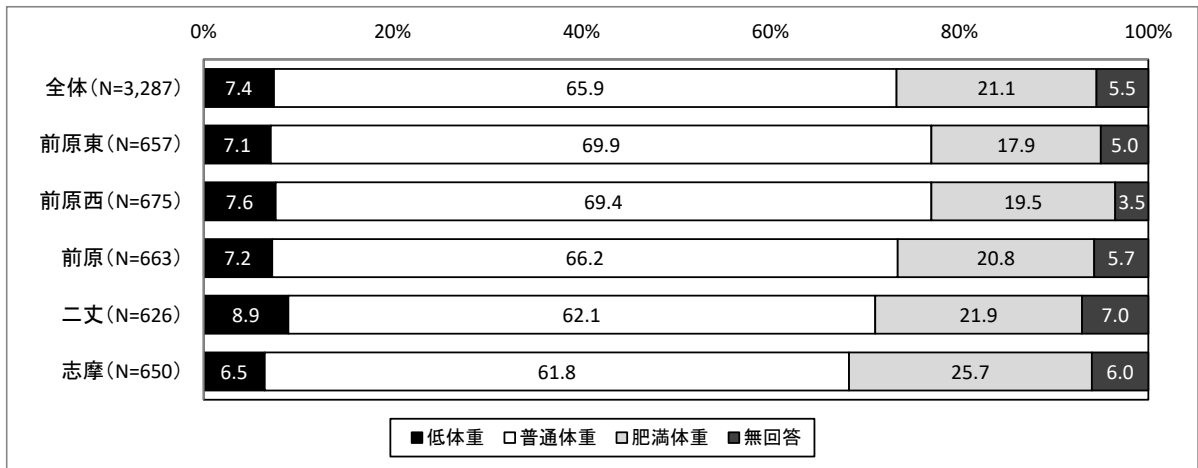 0% 20% 40% 60% 80% 100%
全体(N=3,287) 7.4 65.9 21.1 5.5
前原東(N=657) 7.1 69.9 17.9 5.0
前原西(N=675) 7.6 69.4 19.5 3.5
前原(N=663) 7.2 66.2 20.8 5.7
二丈(N=626) 8.9 62.1 21.9 7.0
志摩(N=650) 6.5 61.8 25.7 6.0
低体重 普通体重 肥満体重 無回答